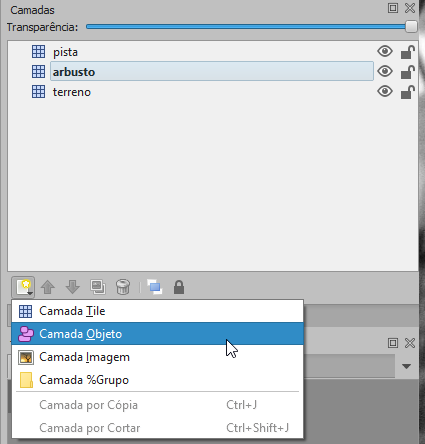 Camadas
Transparência:
pista
arbusto
terreno
Camada Tile
Camada Objeto
Camada Imagem
Camada %Grupo
Camada por Cópia Ctrl+J
Camada por Cortar Ctrl+Shift+J